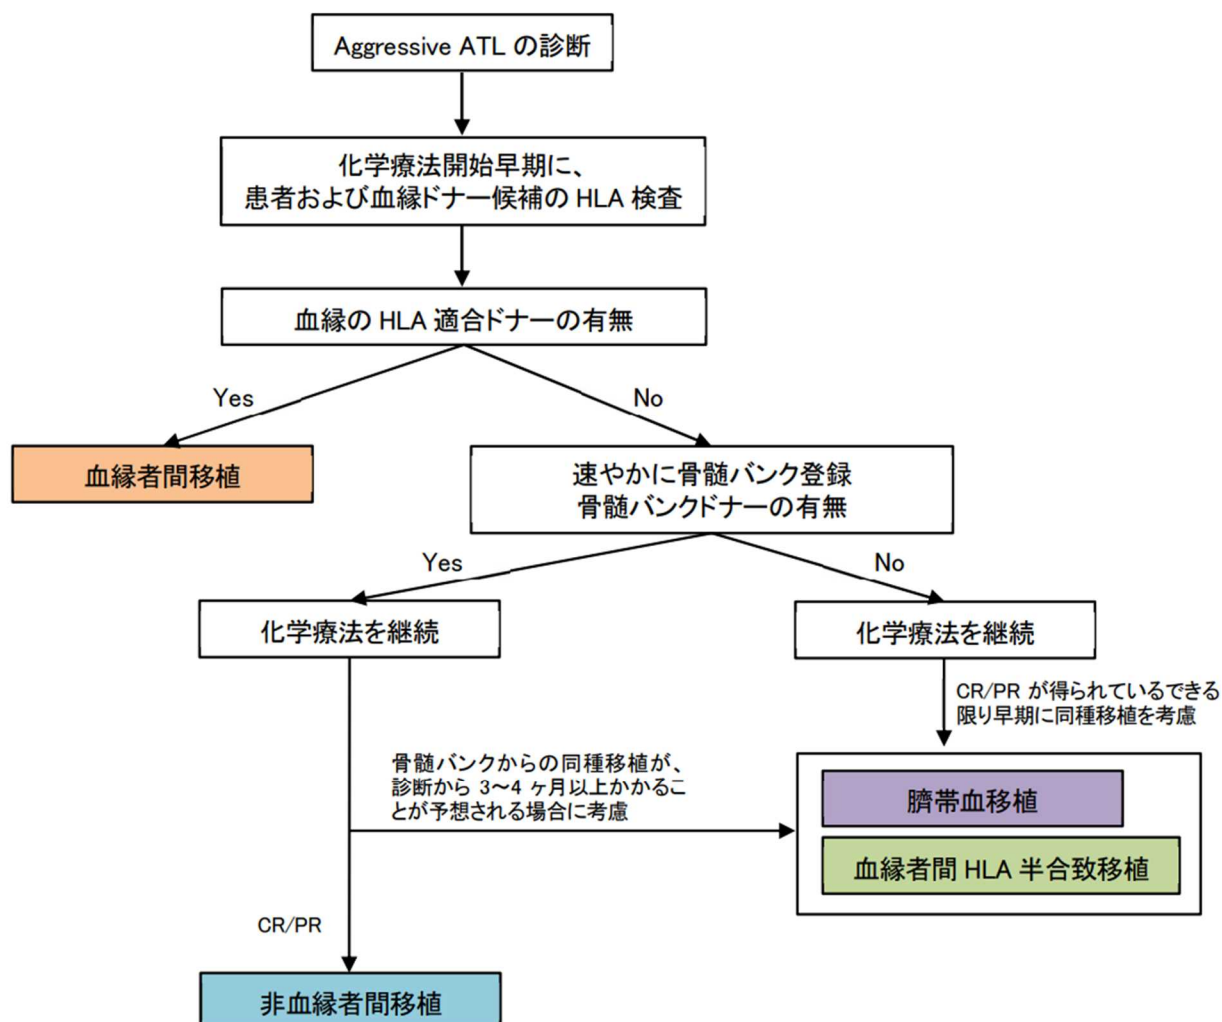 Aggressive ATL の診断
化学療法開始早期に、
患者および血縁ドナー候補の HLA 検査
血縁の HLA 適合ドナーの有無
Yes
No
血縁者間移植
速やかに骨髄バンク登録
骨髄バンクドナーの有無
Yes
No
化学療法を継続
化学療法を継続
CR/PR が得られているできる
限り早期に同種移植を考慮
骨髄バンクからの同種移植が、
診断から 3～4 ヶ月以上かかるこ
とが予想される場合に考慮
臍帯血移植
血縁者間 HLA 半合致移植
CR/PR
非血縁者間移植